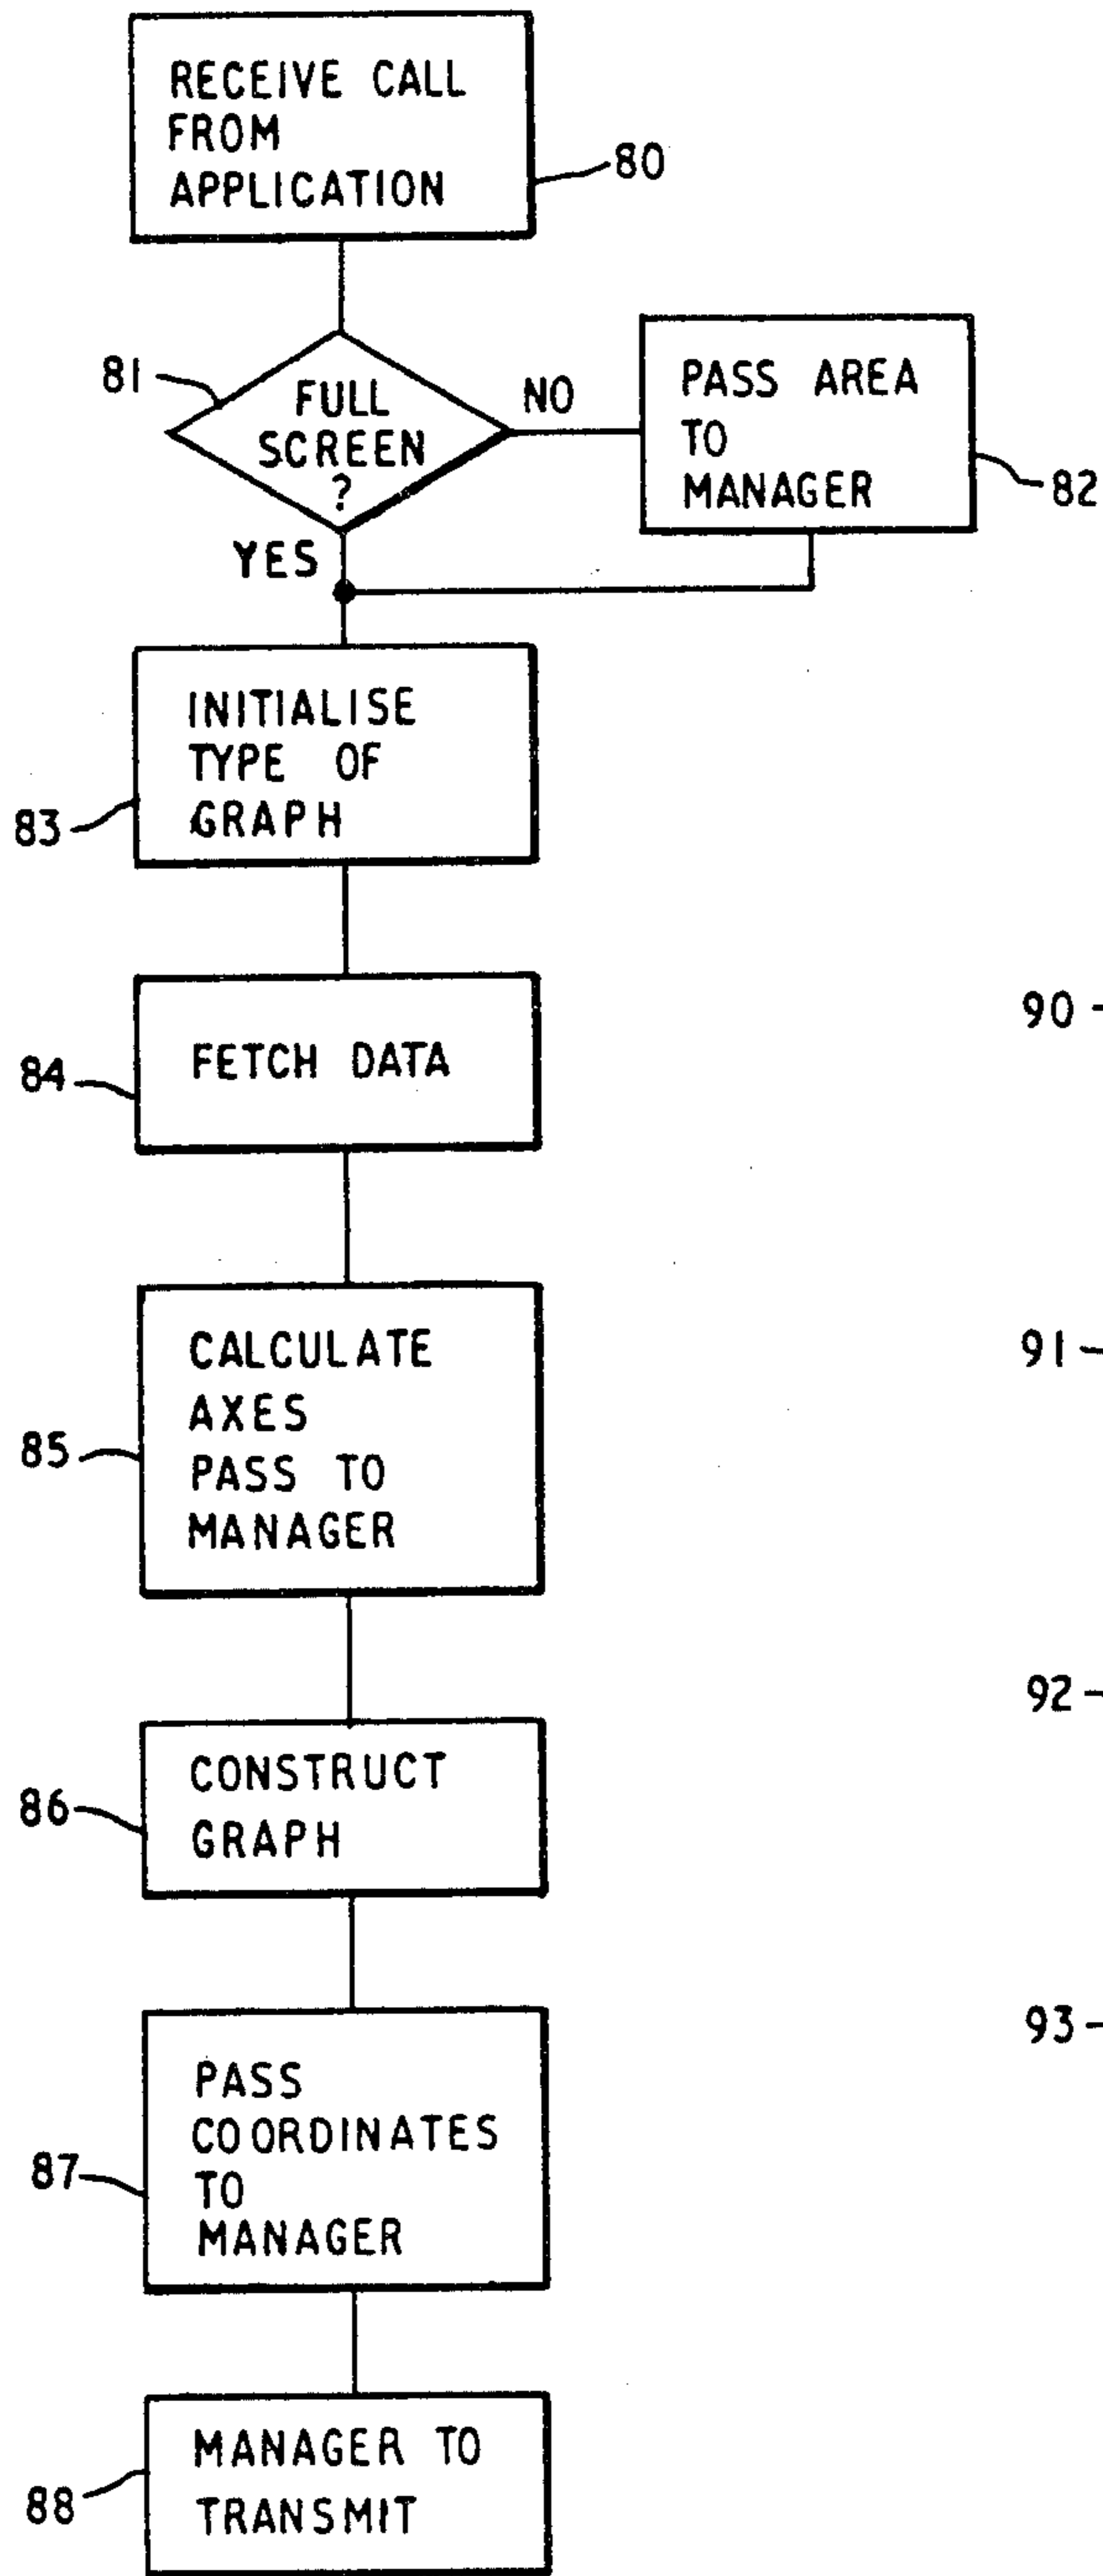 RECEIVE CALL
FROM
APPLICATION
80
81
FULL
SCREEN
?
NO
YES
PASS AREA
TO
MANAGER
82
INITIALISE
TYPE OF
GRAPH
83
FETCH DATA
84
90
CALCULATE
AXES
PASS TO
MANAGER
85
91
CONSTRUCT
GRAPH
86
92
PASS
COORDINATES
TO
MANAGER
87
93
MANAGER TO
TRANSMIT
88